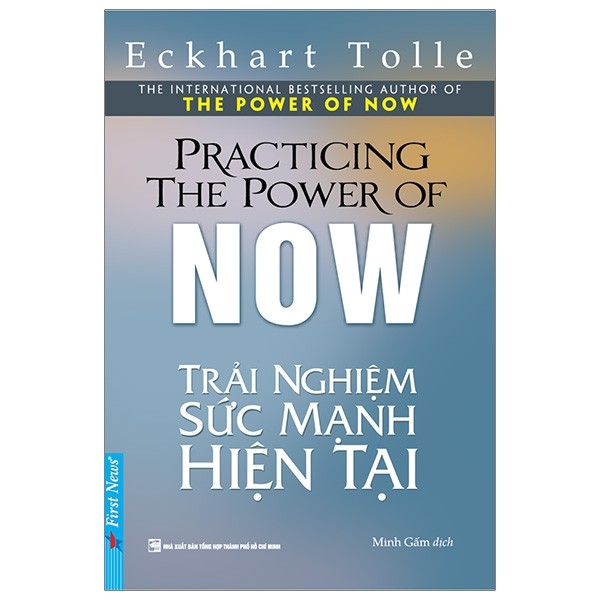 Eckhart Tolle
THE INTERNATIONAL BESTSELLING AUTHOR OF
THE POWER OF NOW
PRACTICING
THE POWER OF
NOW
TRẢI NGHIỆM
SỨC MẠNH
HIỆN TẠI
First News®
NHÀ XUẤT BẢN TỔNG HỢP THÀNH PHỐ HỒ CHÍ MINH
Minh Gấm dịch